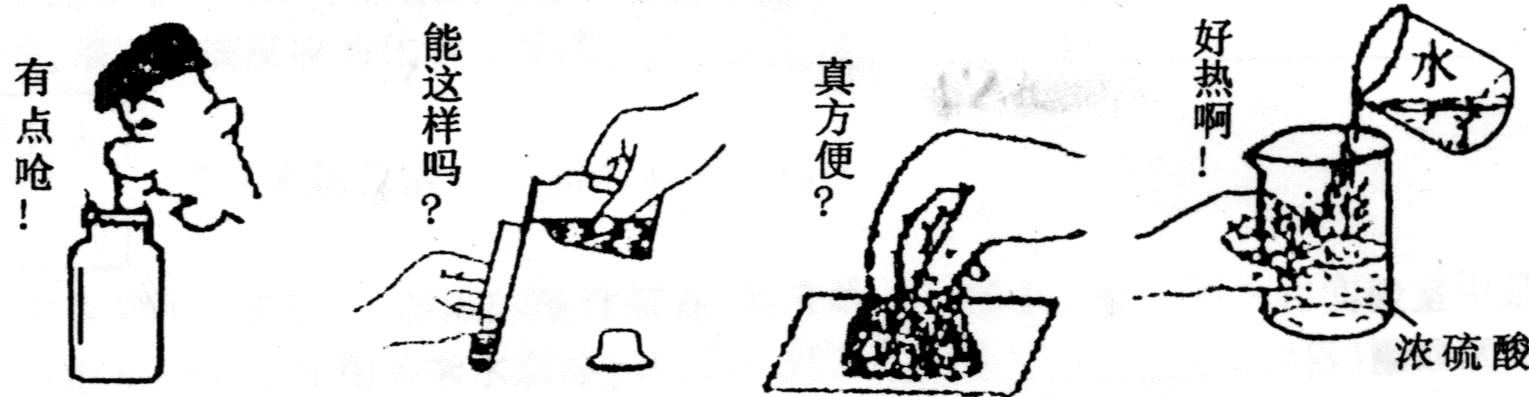 有点呛！
能这样吗？
真方便？
好热啊！
水
浓硫酸